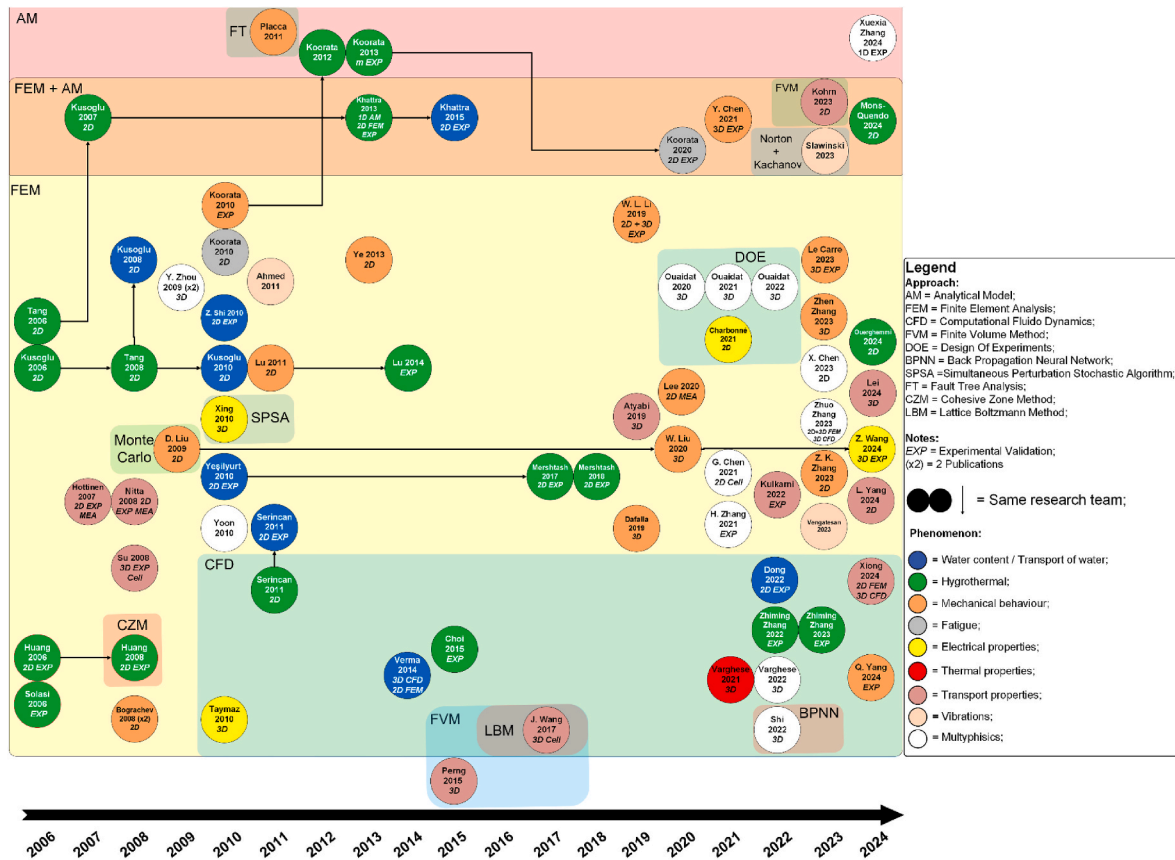 AM
FT
Placca
2011
Koorata
2012
Koorata
2013
m EXP
Xuexia
Zhang
2024
1D EXP
FEM + AM
Kusoglu
2007
2D
Khattra
2013
1D AM
2D FEM
EXP
Khattra
2015
2D EXP
Koorata
2020
2D EXP
Y. Chen
2021
3D EXP
FVM
Kohrn
2023
2D
Norton
+
Kachanov
Slawinski
2023
Mons-
Quendo
2024
2D
FEM
Koorata
2010
EXP
Koorata
2010
2D
Kusoglu
2008
2D
Y. Zhou
2009 (x2)
3D
Ahmed
2011
Ye 2013
2D
W. L. Li
2019
2D + 3D
EXP
DOE
Ouaidat
2020
3D
Ouaidat
2021
3D
Ouaidat
2022
3D
Charbonne
2021
2D
Le Carre
2023
3D EXP
Zhen
Zhang
2023
3D
Ouerghemmi
2024
2D
Tang
2006
2D
Kusoglu
2006
2D
Tang
2008
2D
Z. Shi 2010
2D EXP
Kusoglu
2010
2D
Lu 2011
2D
Lu 2014
EXP
X. Chen
2023
2D
Lei
2024
3D
Xing
2010
3D
SPSA
Lee 2020
2D MEA
Atyabi
2019
3D
Zhuo
Zhang
2023
2D+3D FEM
3D CFD
Monte
Carlo
D. Liu
2009
2D
W. Liu
2020
3D
Z. Wang
2024
3D EXP
Yeşilyurt
2010
2D EXP
Mershtash
2017
2D EXP
Mershtash
2018
2D EXP
G. Chen
2021
2D Cell
Z. K.
Zhang
2023
2D
Hottinen
2007
2D EXP
MEA
Nitta
2008 2D
EXP MEA
Kulkarni
2022
EXP
L. Yang
2024
2D
Yoon
2010
Serincan
2011
2D EXP
Dafalla
2019
3D
H. Zhang
2021
EXP
Vengatesan
2023
Su 2008
3D EXP
Cell
CFD
Serincan
2011
2D
Dong
2022
2D EXP
Xiong
2024
2D FEM
3D CFD
CZM
Huang
2006
2D EXP
Huang
2008
2D EXP
Solasi
2006
EXP
Bograchev
2008 (x2)
2D
Taymaz
2010
3D
Verma
2014
3D CFD
2D FEM
Choi
2015
EXP
Zhiming
Zhang
2022
EXP
Zhiming
Zhang
2023
EXP
Varghese
2021
3D
Varghese
2022
3D
Q. Yang
2024
EXP
FVM
LBM
J. Wang
2017
3D Cell
Shi
2022
3D
BPNN
Perng
2015
3D
2006
2007
2008
2009
2010
2011
2012
2013
2014
2015
2016
2017
2018
2019
2020
2021
2022
2023
2024
Legend
Approach:
AM = Analytical Model;
FEM = Finite Element Analysis;
CFD = Computational Fluido Dynamics;
FVM = Finite Volume Method;
DOE = Design Of Experiments;
BPNN = Back Propagation Neural Network;
SPSA =Simultaneous Perturbation Stochastic Algorithm;
FT = Fault Tree Analysis;
CZM = Cohesive Zone Method;
LBM = Lattice Boltzmann Method;
Notes:
EXP = Experimental Validation;
(x2) = 2 Publications
= Same research team;
Phenomenon:
= Water content / Transport of water;
= Hygrothermal;
= Mechanical behaviour;
= Fatigue;
= Electrical properties;
= Thermal properties;
= Transport properties;
= Vibrations;
= Multyphisics;